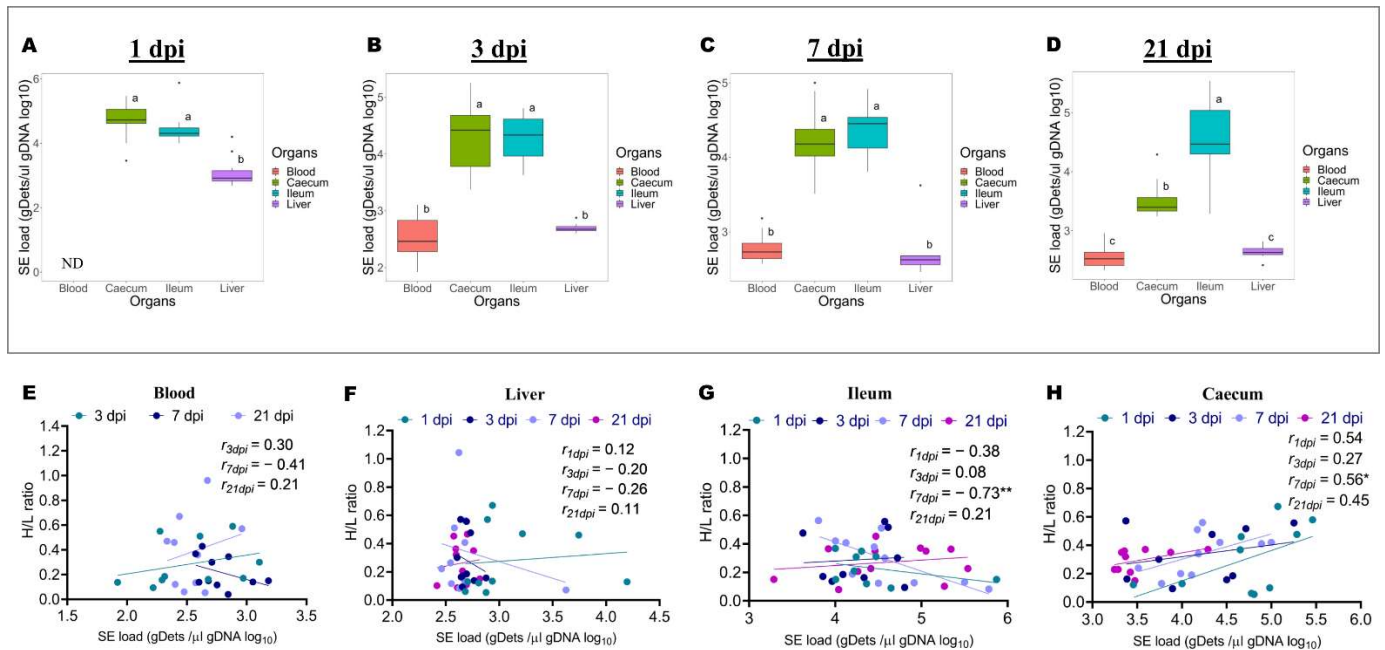 A 1 dpi
SE load (gDets/ul gDNA log10)
6
4
2
0
a
a
b
ND
Blood Caecum Ileum Liver
Organs
Organs
Blood
Caecum
Ileum
Liver
B 3 dpi
SE load (gDets/ul gDNA log10)
5
4
3
2
b
a
a
b
Blood Caecum Ileum Liver
Organs
Organs
Blood
Caecum
Ileum
Liver
C 7 dpi
SE load (gDets/ul gDNA log10)
5
4
3
b
a
a
b
Blood Caecum Ileum Liver
Organs
Organs
Blood
Caecum
Ileum
Liver
D 21 dpi
SE load (gDets/ul gDNA log10)
5
4
3
c
b
a
c
Blood Caecum Ileum Liver
Organs
Organs
Blood
Caecum
Ileum
Liver
E Blood
3 dpi 7 dpi 21 dpi
r3dpi = 0.30
r7dpi = − 0.41
r21dpi = 0.21
H/L ratio
1.4
1.2
1.0
0.8
0.6
0.4
0.2
0.0
1.5 2.0 2.5 3.0 3.5
SE load (gDets /µl gDNA log10)
F Liver
1 dpi 3 dpi 7 dpi 21 dpi
r1dpi = 0.12
r3dpi = − 0.20
r7dpi = − 0.26
r21dpi = 0.11
H/L ratio
1.2
1.0
0.8
0.6
0.4
0.2
0.0
2.0 2.5 3.0 3.5 4.0 4.5
SE load (gDets /µl gDNA log10)
G Ileum
1 dpi 3 dpi 7 dpi 21 dpi
r1dpi = − 0.38
r3dpi = 0.08
r7dpi = − 0.73**
r21dpi = 0.21
H/L ratio
1.2
1.0
0.8
0.6
0.4
0.2
0.0
3 4 5 6
SE load (gDets /µl gDNA log10)
H Caecum
1 dpi 3 dpi 7 dpi 21 dpi
r1dpi = 0.54
r3dpi = 0.27
r7dpi = 0.56*
r21dpi = 0.45
H/L ratio
1.2
1.0
0.8
0.6
0.4
0.2
0.0
3.0 3.5 4.0 4.5 5.0 5.5 6.0
SE load (gDets /µl gDNA log10)